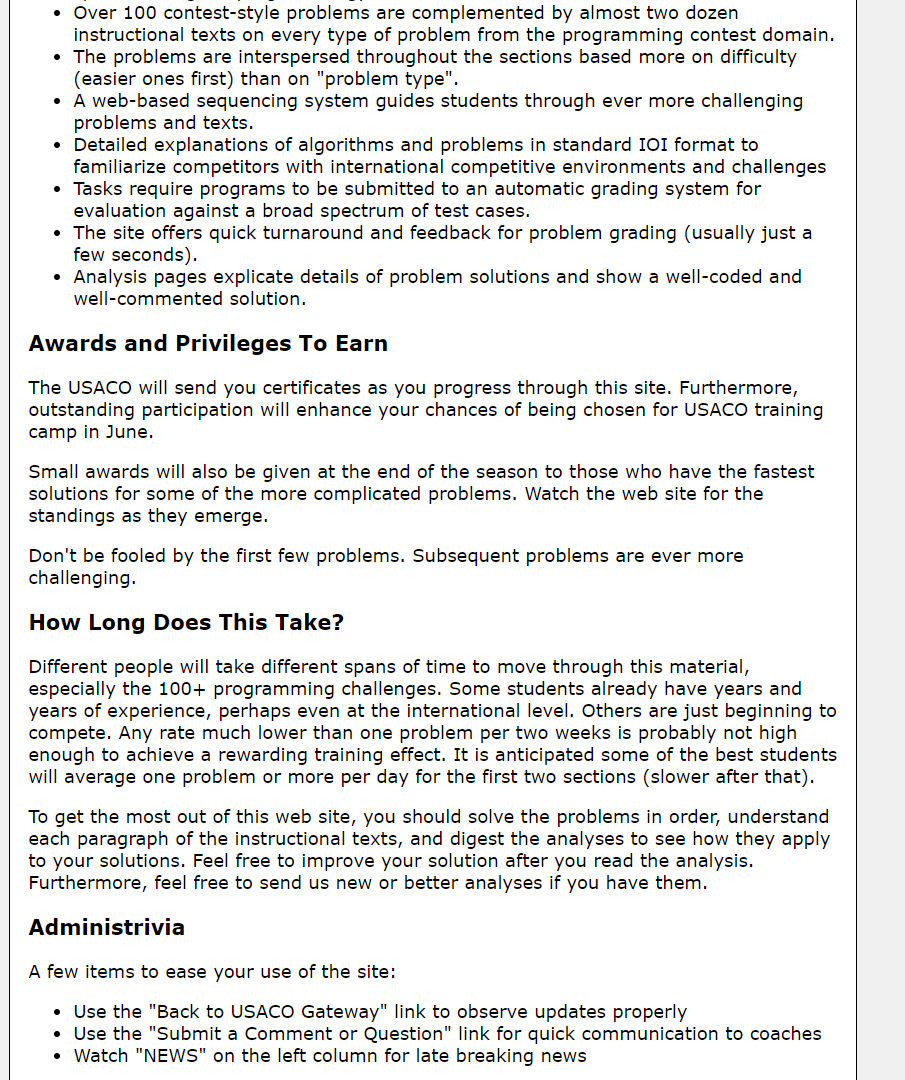 • Over 100 contest-style problems are complemented by almost two dozen
instructional texts on every type of problem from the programming contest domain.
• The problems are interspersed throughout the sections based more on difficulty
(easier ones first) than on "problem type".
• A web-based sequencing system guides students through ever more challenging
problems and texts.
• Detailed explanations of algorithms and problems in standard IOI format to
familiarize competitors with international competitive environments and challenges
• Tasks require programs to be submitted to an automatic grading system for
evaluation against a broad spectrum of test cases.
• The site offers quick turnaround and feedback for problem grading (usually just a
few seconds).
• Analysis pages explicate details of problem solutions and show a well-coded and
well-commented solution.
Awards and Privileges To Earn
The USACO will send you certificates as you progress through this site. Furthermore,
outstanding participation will enhance your chances of being chosen for USACO training
camp in June.
Small awards will also be given at the end of the season to those who have the fastest
solutions for some of the more complicated problems. Watch the web site for the
standings as they emerge.
Don't be fooled by the first few problems. Subsequent problems are ever more
challenging.
How Long Does This Take?
Different people will take different spans of time to move through this material,
especially the 100+ programming challenges. Some students already have years and
years of experience, perhaps even at the international level. Others are just beginning to
compete. Any rate much lower than one problem per two weeks is probably not high
enough to achieve a rewarding training effect. It is anticipated some of the best students
will average one problem or more per day for the first two sections (slower after that).
To get the most out of this web site, you should solve the problems in order, understand
each paragraph of the instructional texts, and digest the analyses to see how they apply
to your solutions. Feel free to improve your solution after you read the analysis.
Furthermore, feel free to send us new or better analyses if you have them.
Administrivia
A few items to ease your use of the site:
• Use the "Back to USACO Gateway" link to observe updates properly
• Use the "Submit a Comment or Question" link for quick communication to coaches
• Watch "NEWS" on the left column for late breaking news